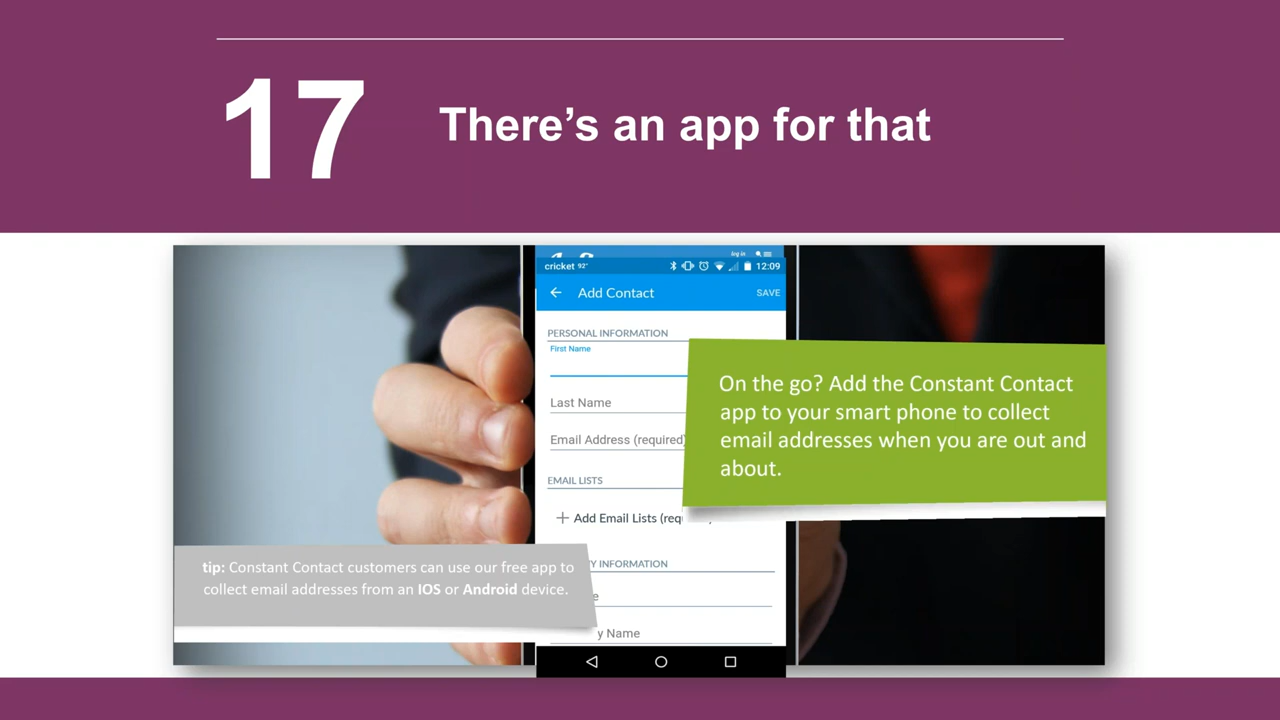 17
There’s an app for that
log in
cricket 92°
12:09
Add Contact
SAVE
PERSONAL INFORMATION
First Name
Last Name
Email Address (required)
EMAIL LISTS
Add Email Lists
INFORMATION
Name
On the go? Add the Constant Contact
app to your smart phone to collect
email addresses when you are out and
about.
tip: Constant Contact customers can use our free app to
collect email addresses from an IOS or Android device.